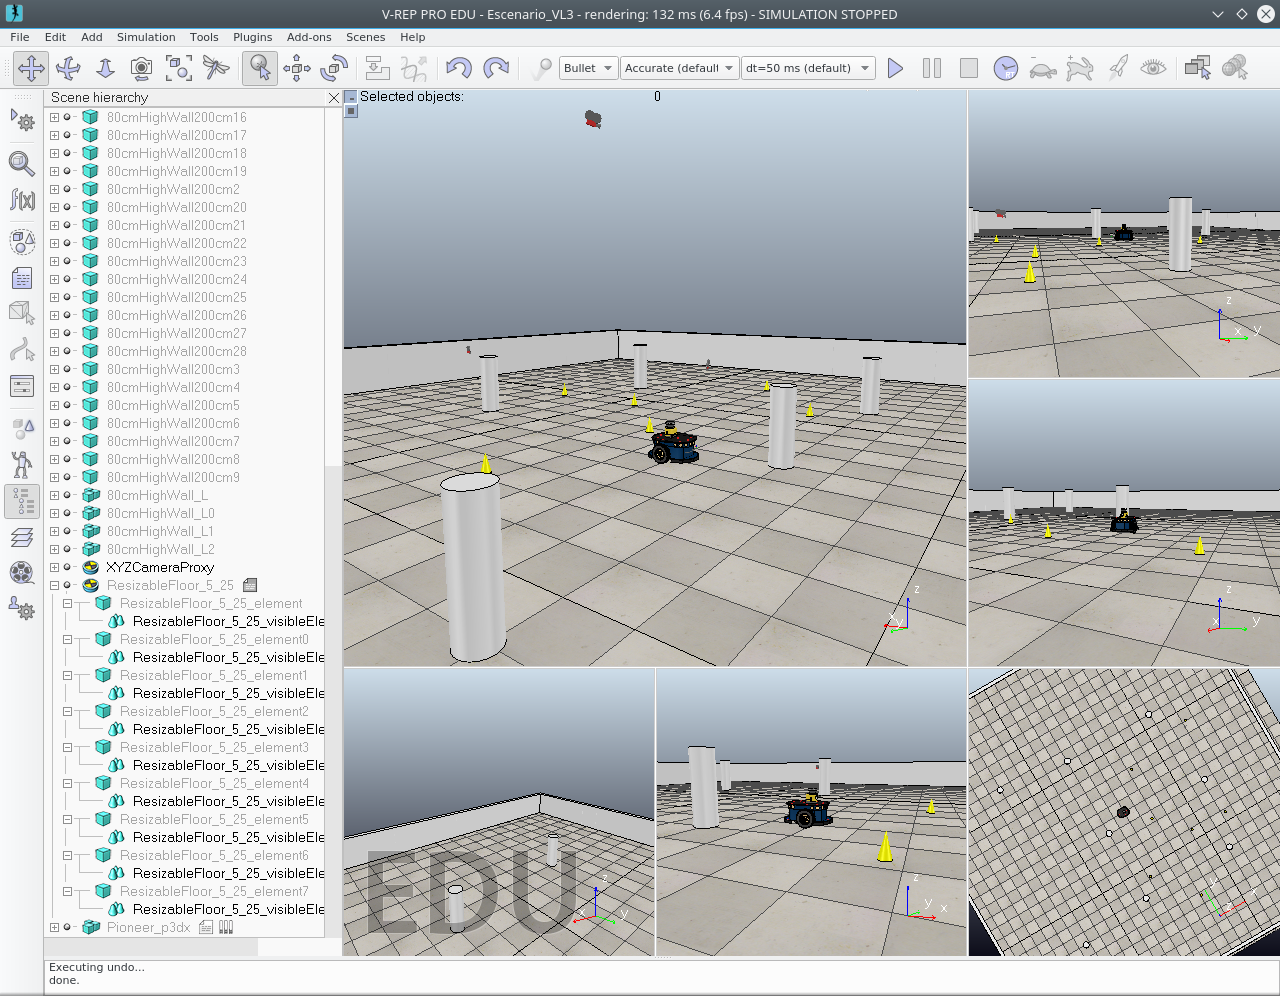 V-REP PRO EDU - Escenario_VL3 - rendering: 132 ms (6.4 fps) - SIMULATION STOPPED
File Edit Add Simulation Tools Plugins Add-ons Scenes Help
Bullet Accurate (default dt=50 ms (default) RT
Scene hierarchy
Selected objects: 0
f(x)
80cmHighWall200cm16
80cmHighWall200cm17
80cmHighWall200cm18
80cmHighWall200cm19
80cmHighWall200cm2
80cmHighWall200cm20
80cmHighWall200cm21
80cmHighWall200cm22
80cmHighWall200cm23
80cmHighWall200cm24
80cmHighWall200cm25
80cmHighWall200cm26
80cmHighWall200cm27
80cmHighWall200cm28
80cmHighWall200cm3
80cmHighWall200cm4
80cmHighWall200cm5
80cmHighWall200cm6
80cmHighWall200cm7
80cmHighWall200cm8
80cmHighWall200cm9
80cmHighWall_L
80cmHighWall_L0
80cmHighWall_L1
80cmHighWall_L2
XYZCameraProxy
ResizableFloor_5_25
ResizableFloor_5_25_element
ResizableFloor_5_25_visibleEle
ResizableFloor_5_25_element0
ResizableFloor_5_25_visibleEle
ResizableFloor_5_25_element1
ResizableFloor_5_25_visibleEle
ResizableFloor_5_25_element2
ResizableFloor_5_25_visibleEle
ResizableFloor_5_25_element3
ResizableFloor_5_25_visibleEle
ResizableFloor_5_25_element4
ResizableFloor_5_25_visibleEle
ResizableFloor_5_25_element5
ResizableFloor_5_25_visibleEle
ResizableFloor_5_25_element6
ResizableFloor_5_25_visibleEle
ResizableFloor_5_25_element7
ResizableFloor_5_25_visibleEle
Pioneer_p3dx
z
x y
z
x y
z
x y
EDU
z
x y
z
y x
y
x
Executing undo...
done.